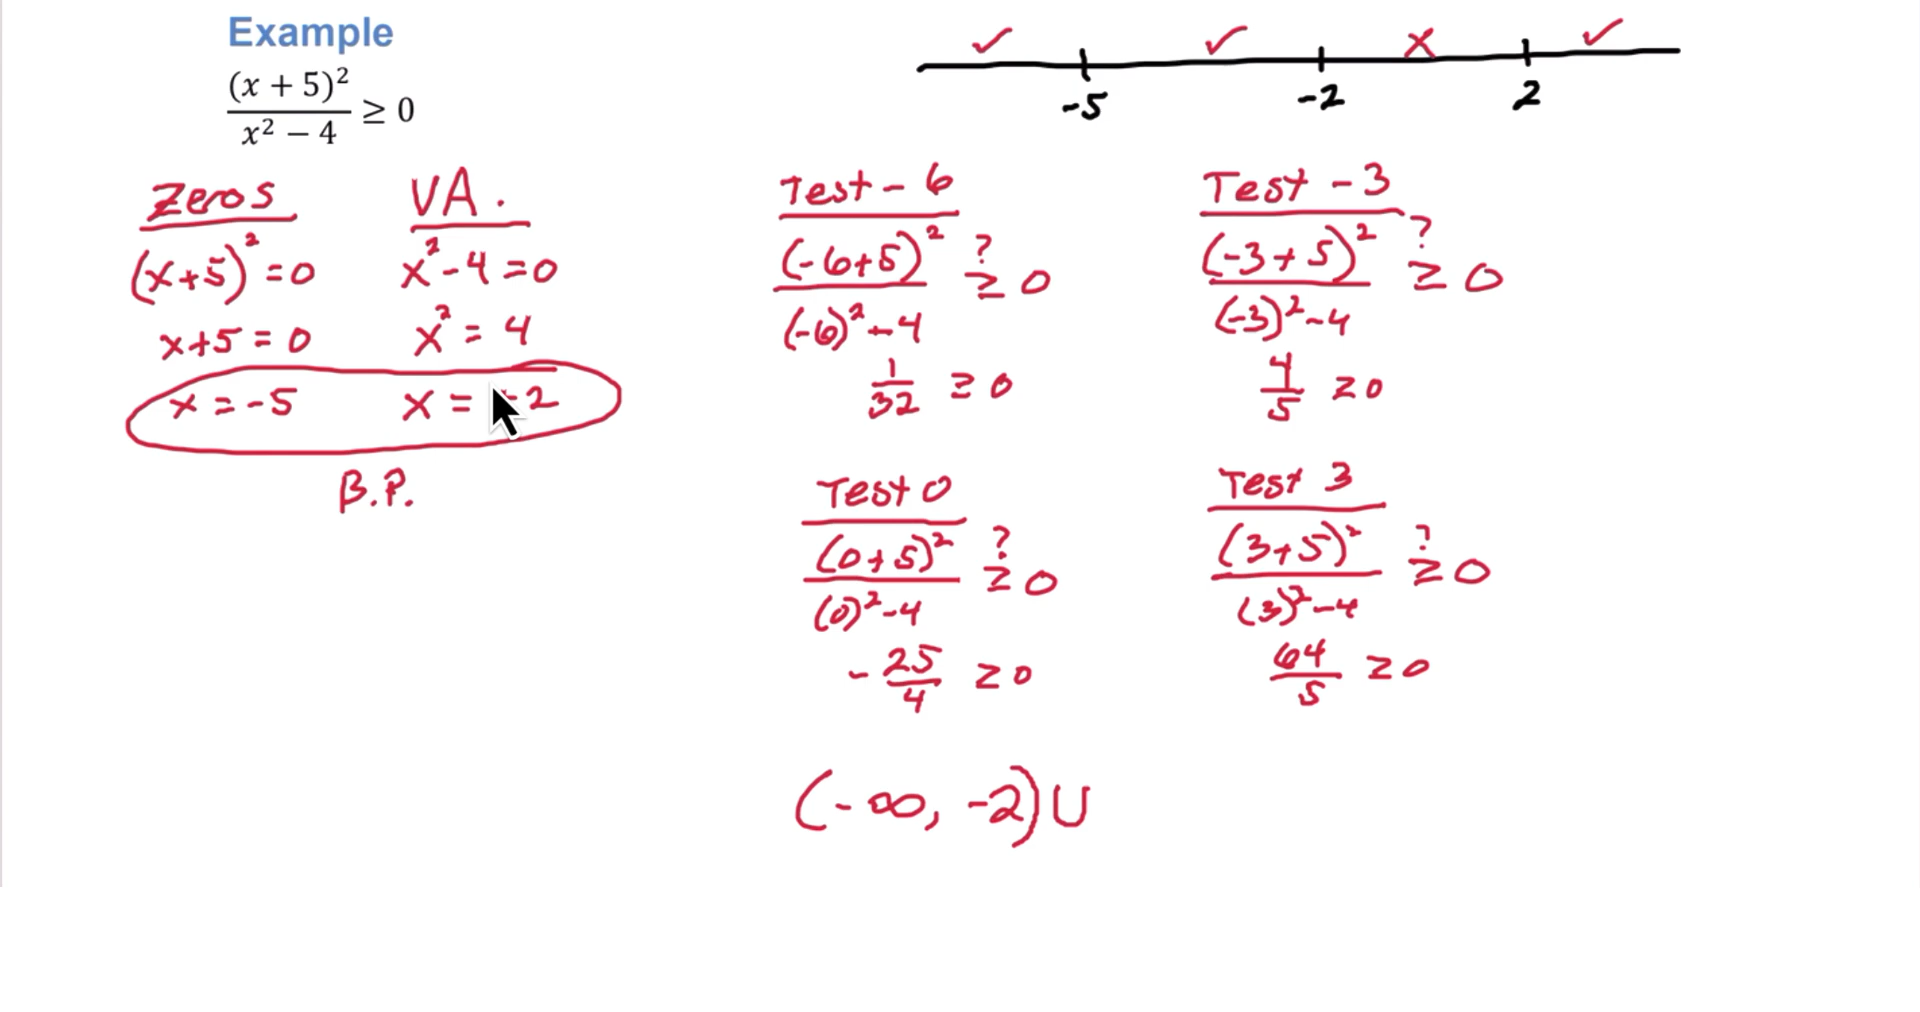 Example
(x + 5)²
x² − 4
≥ 0
✓ ✓ x ✓
-5 -2 2
Zeros
(x+5)² = 0
x+5 = 0
x = -5
VA.
x² - 4 = 0
x² = 4
x = 2
B.P.
Test - 6
(-6+5)² ? ≥ 0
(-6)² - 4
1/32 ≥ 0
Test - 3
(-3+5)² ? ≥ 0
(-3)² - 4
4/5 ≥ 0
Test 0
(0+5)² ? ≥ 0
(0)² - 4
- 25/4 ≥ 0
Test 3
(3+5)² ? ≥ 0
(3)² - 4
64/5 ≥ 0
(-∞, -2) U